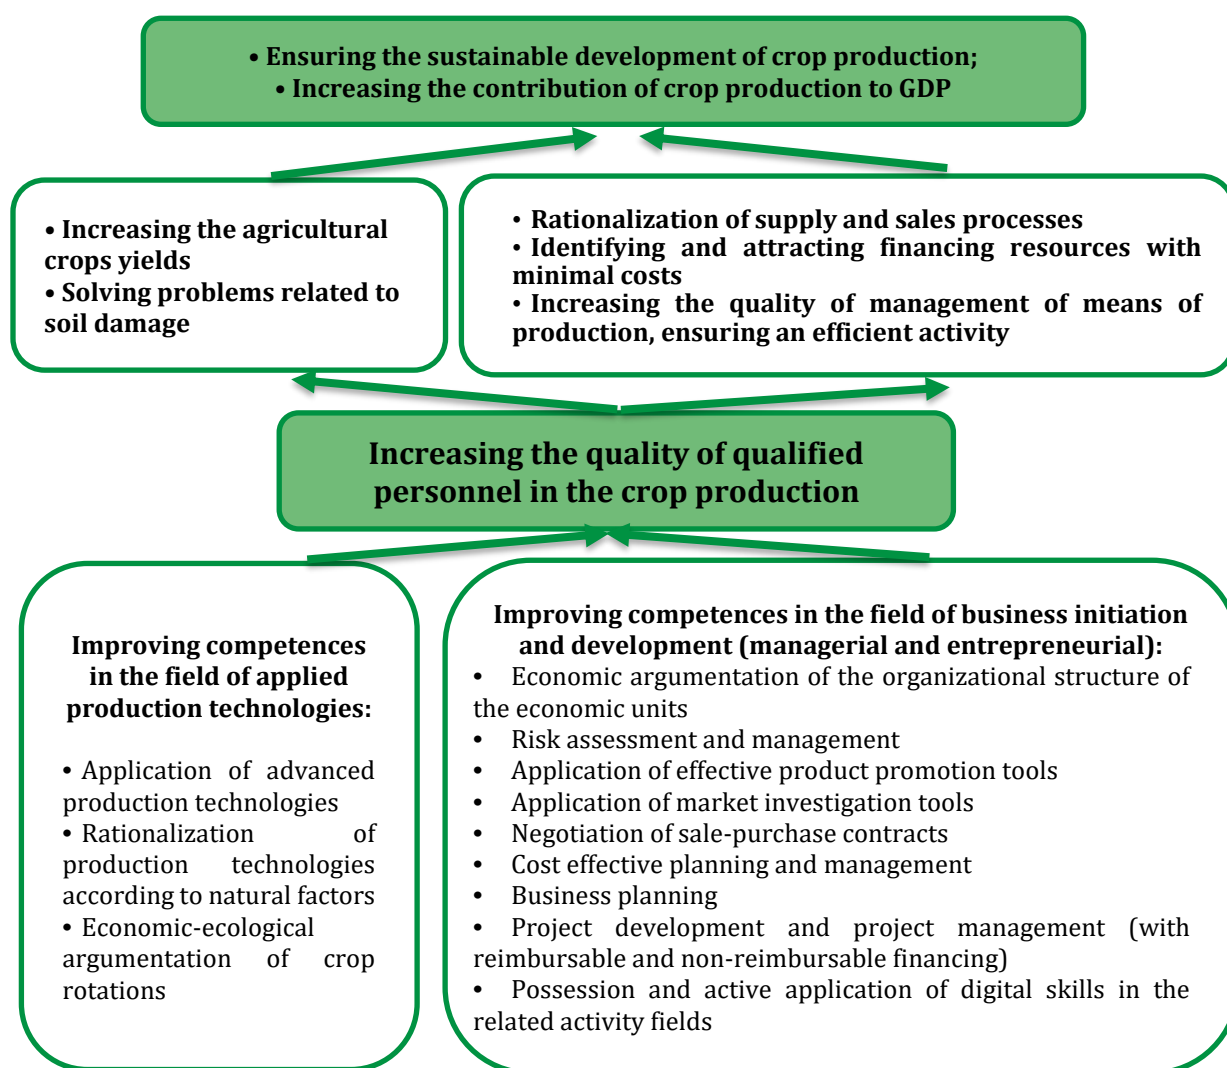 • Ensuring the sustainable development of crop production;
• Increasing the contribution of crop production to GDP
• Increasing the agricultural
crops yields
• Solving problems related to
soil damage
• Rationalization of supply and sales processes
• Identifying and attracting financing resources with
minimal costs
• Increasing the quality of management of means of
production, ensuring an efficient activity
Increasing the quality of qualified
personnel in the crop production
Improving competences
in the field of applied
production technologies:
• Application of advanced
production technologies
• Rationalization of
production technologies
according to natural factors
• Economic-ecological
argumentation of crop
rotations
Improving competences in the field of business initiation
and development (managerial and entrepreneurial):
• Economic argumentation of the organizational structure of
the economic units
• Risk assessment and management
• Application of effective product promotion tools
• Application of market investigation tools
• Negotiation of sale-purchase contracts
• Cost effective planning and management
• Business planning
• Project development and project management (with
reimbursable and non-reimbursable financing)
• Possession and active application of digital skills in the
related activity fields